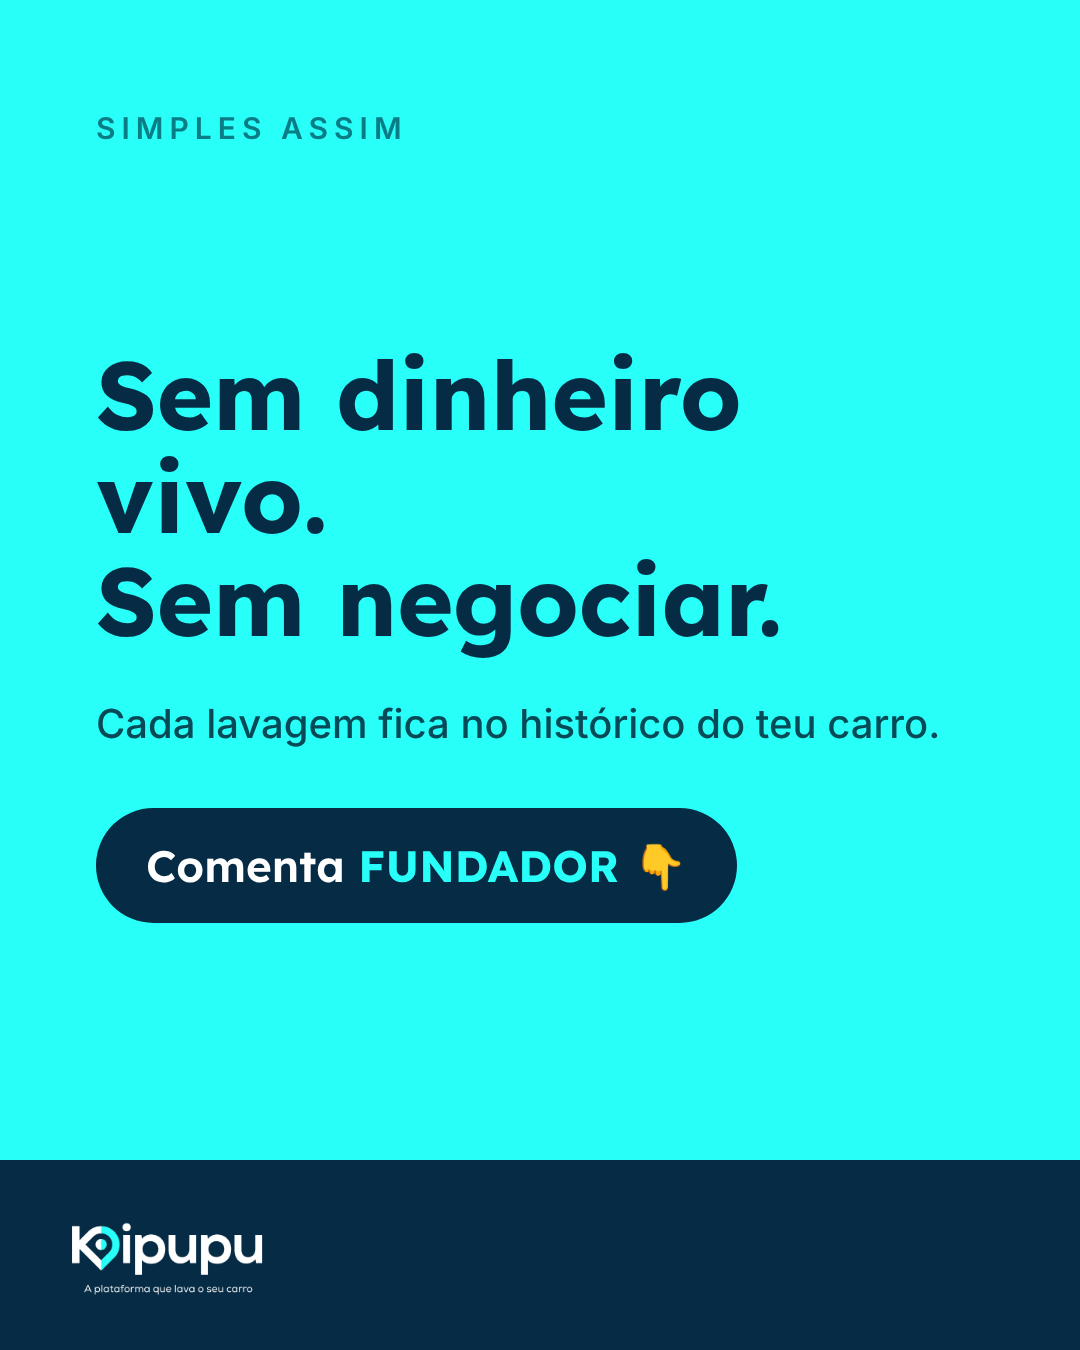 SIMPLES ASSIM
Sem dinheiro
vivo.
Sem negociar.
Cada lavagem fica no histórico do teu carro.
Comenta FUNDADOR 👇
Kipupu
A plataforma que lava o seu carro